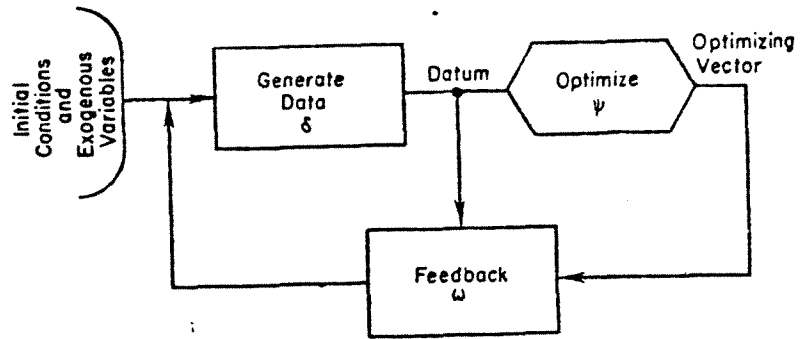 Initial
Conditions
and
Exogenous
Variables
Generate
Data
δ
Datum
Optimize
ψ
Optimizing
Vector
Feedback
ω